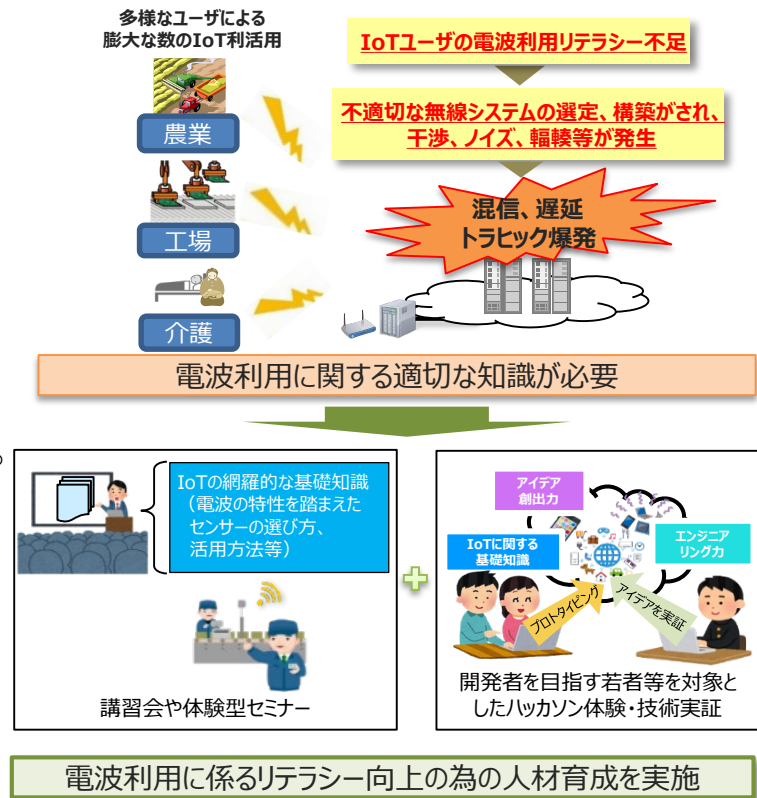 多様なユーザによる
膨大な数のIoT利活用
農業
工場
介護
IoTユーザの電波利用リテラシー不足
不適切な無線システムの選定、構築がされ、
干渉、ノイズ、輻輳等が発生
混信、遅延
トラヒック爆発
電波利用に関する適切な知識が必要
IoTの網羅的な基礎知識
（電波の特性を踏まえた
センサーの選び方、
活用方法等）
講習会や体験型セミナー
アイデア
創出力
IoTに関する
基礎知識
エンジニア
リング力
プロトタイピング
アイデアを実証
開発者を目指す若者等を対象と
したハッカソン体験・技術実証
電波利用に係るリテラシー向上の為の人材育成を実施